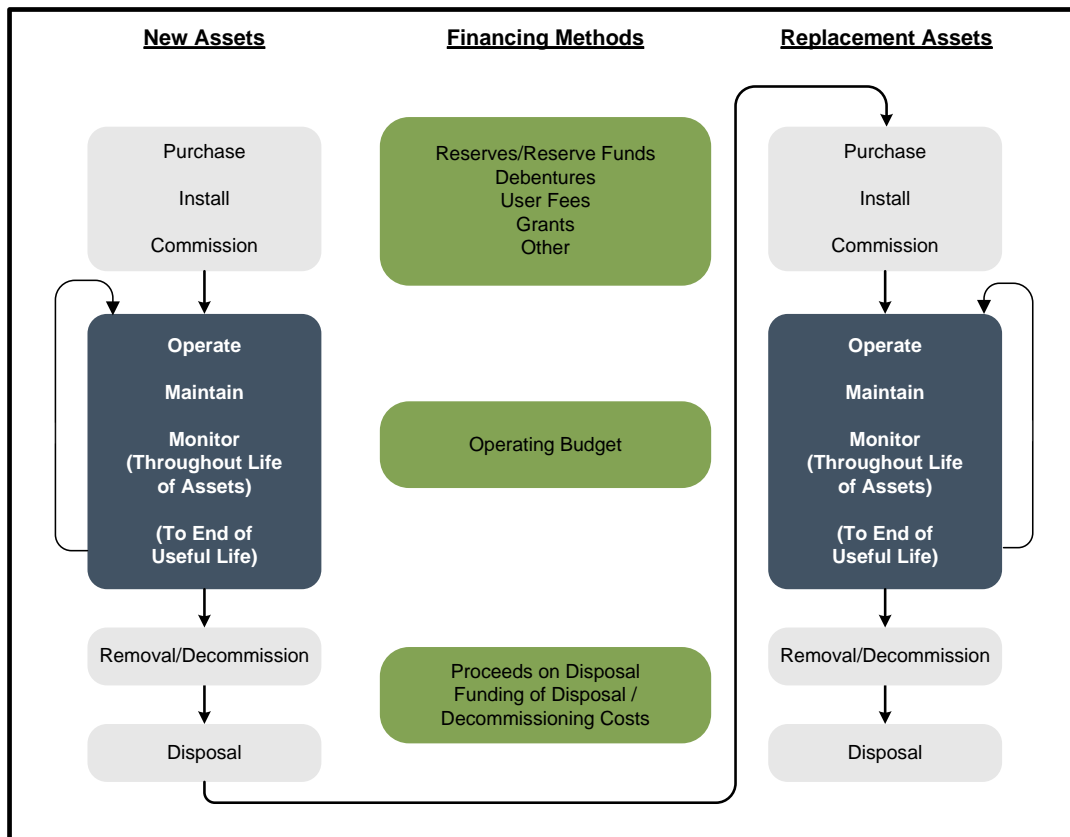 New Assets
Purchase
Install
Commission
Operate
Maintain
Monitor
(Throughout Life
of Assets)
(To End of
Useful Life)
Removal/Decommission
Disposal
Financing Methods
Reserves/Reserve Funds
Debentures
User Fees
Grants
Other
Operating Budget
Proceeds on Disposal
Funding of Disposal /
Decommissioning Costs
Replacement Assets
Purchase
Install
Commission
Operate
Maintain
Monitor
(Throughout Life
of Assets)
(To End of
Useful Life)
Removal/Decommission
Disposal